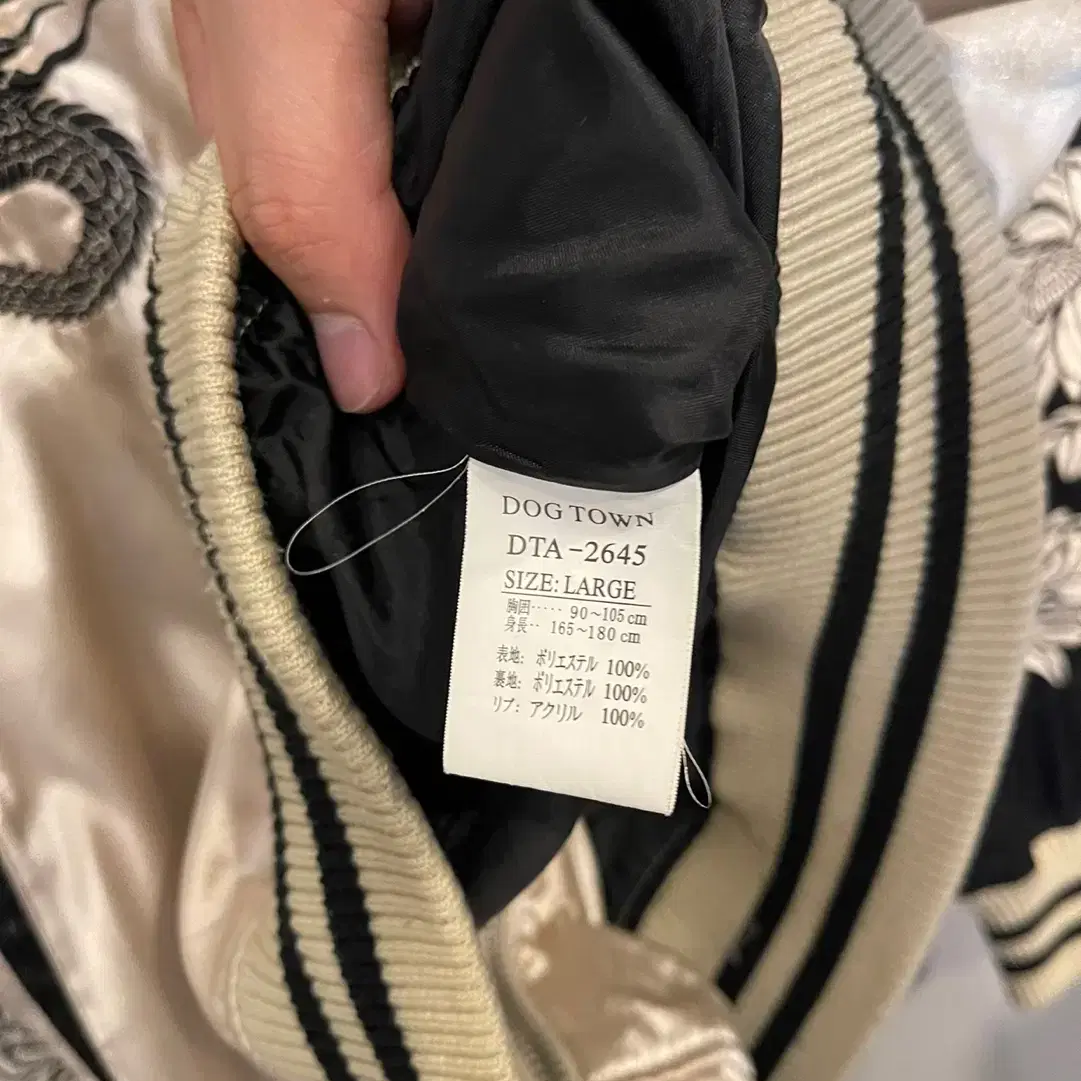 DOG TOWN
DTA-2645
SIZE: LARGE
胸囲····· 90～105cm
身長·· 165～180cm
表地: ポリエステル 100%
裏地: ポリエステル 100%
リブ: アクリル 100%